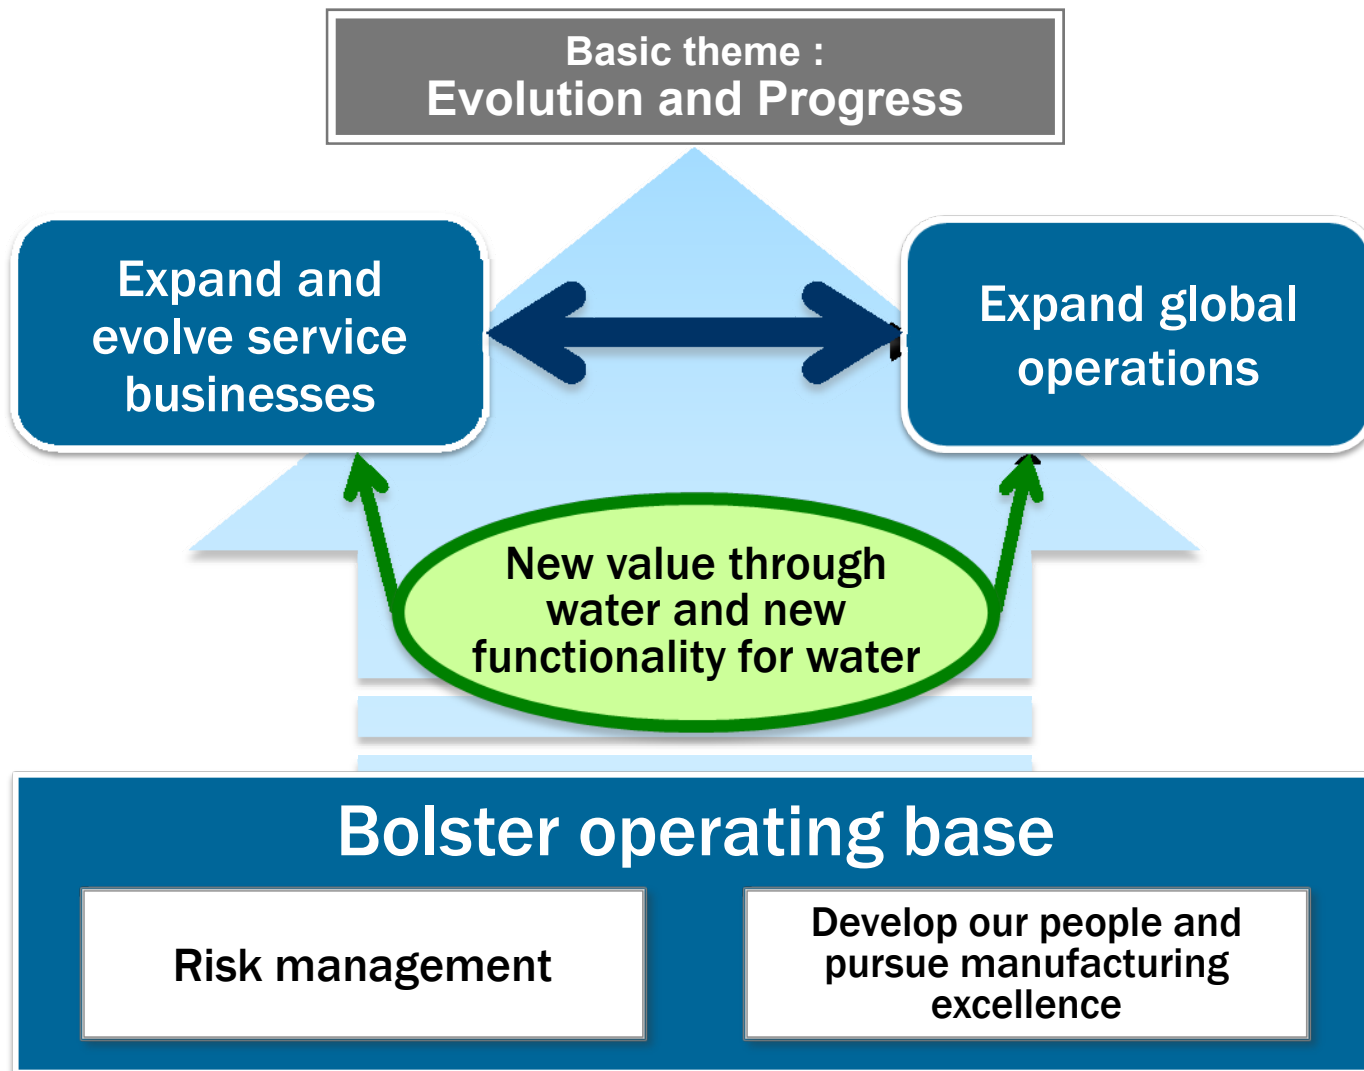 Basic theme :
Evolution and Progress
Expand and
evolve service
businesses
Expand global
operations
New value through
water and new
functionality for water
Bolster operating base
Risk management
Develop our people and
pursue manufacturing
excellence